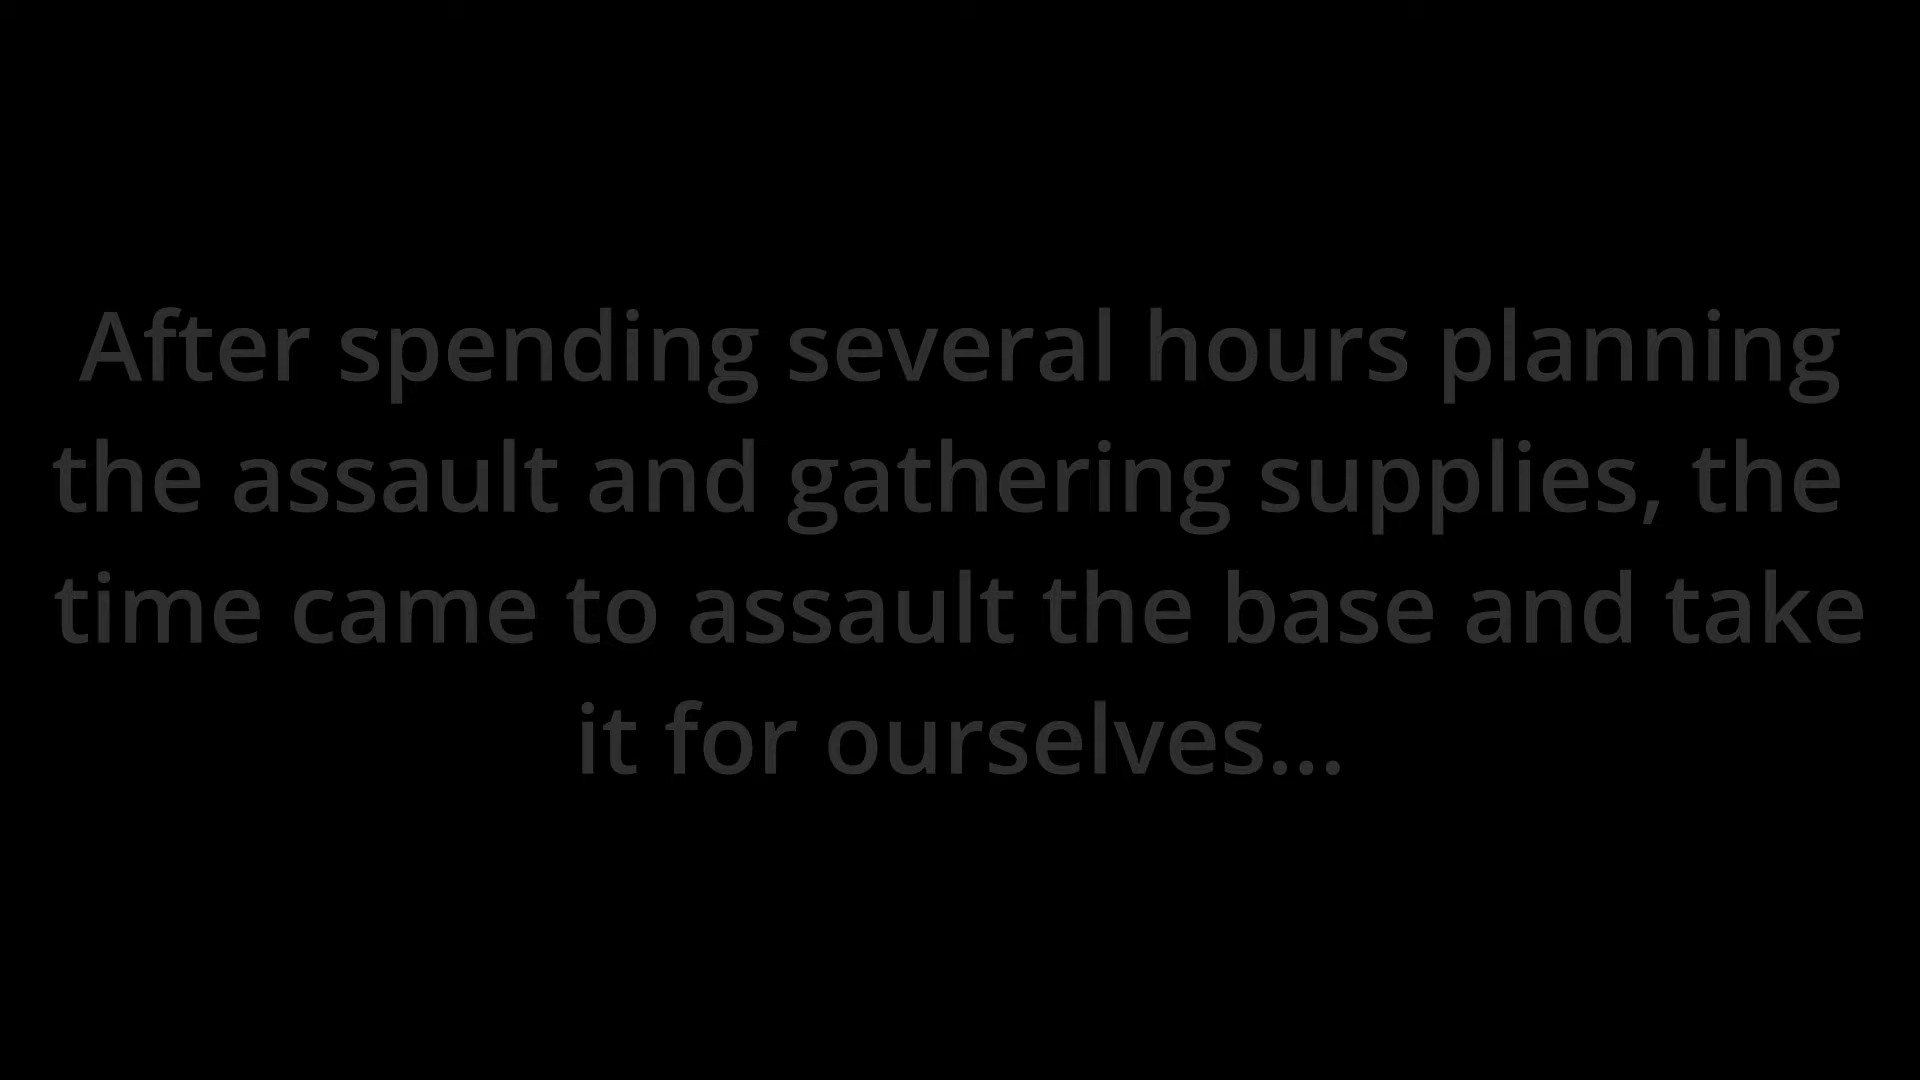 After spending several hours planning
the assault and gathering supplies, the
time came to assault the base and take
it for ourselves...